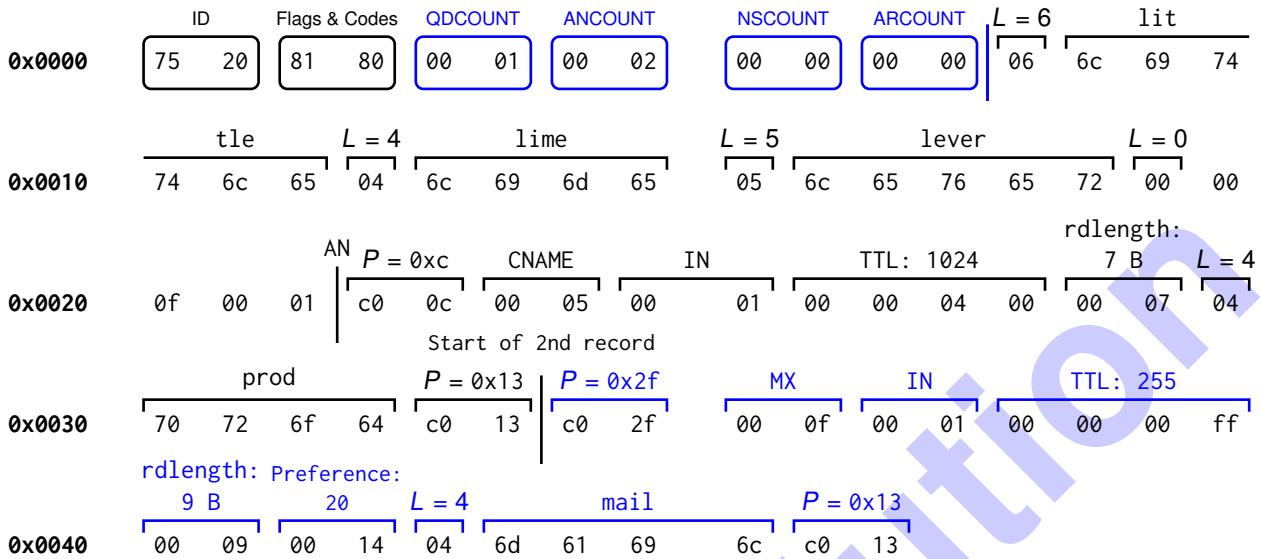 ID Flags & Codes QDCOUNT ANCOUNT NSCOUNT ARCOUNT L = 6 lit
0x0000 75 20 81 80 00 01 00 02 00 00 00 00 06 6c 69 74
tle L = 4 lime L = 5 lever L = 0
0x0010 74 6c 65 04 6c 69 6d 65 05 6c 65 76 65 72 00 00
rdlength:
AN P = 0xc CNAME IN TTL: 1024 7 B L = 4
0x0020 0f 00 01 c0 0c 00 05 00 01 00 00 04 00 00 07 04
Start of 2nd record
prod P = 0x13 P = 0x2f MX IN TTL: 255
0x0030 70 72 6f 64 c0 13 c0 2f 00 0f 00 01 00 00 00 ff
rdlength: Preference:
9 B 20 L = 4 mail P = 0x13
0x0040 00 09 00 14 04 6d 61 69 6c c0 13
ution